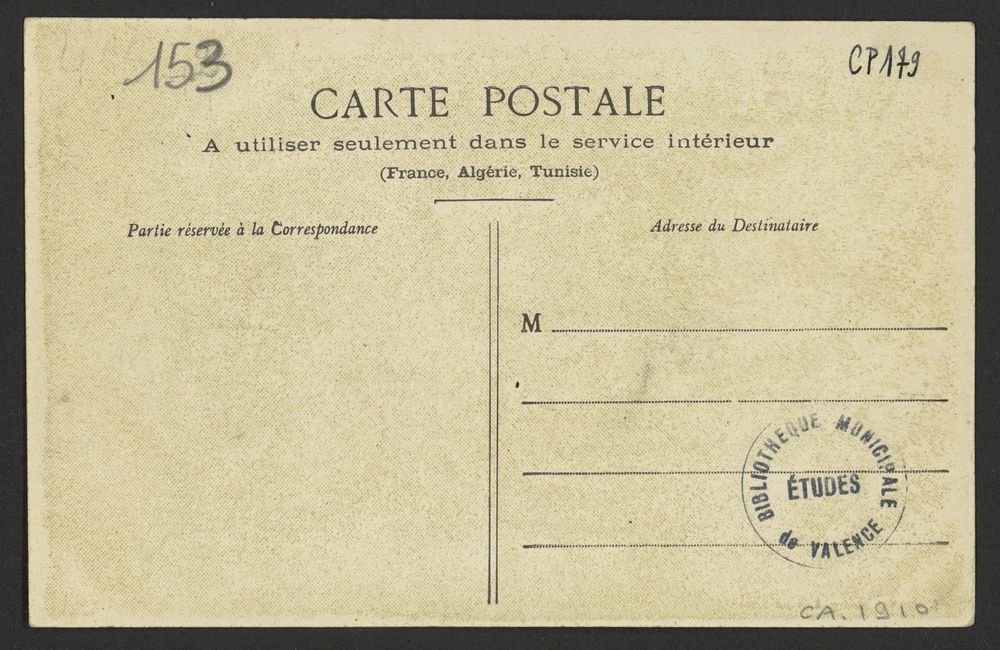 153
CP179
CARTE POSTALE
A utiliser seulement dans le service intérieur
(France, Algérie, Tunisie)
Partie réservée à la Correspondance
Adresse du Destinataire
M
BIBLIOTHEQUE MUNICIPALE
ÉTUDES
de VALENCE
CA. 1910